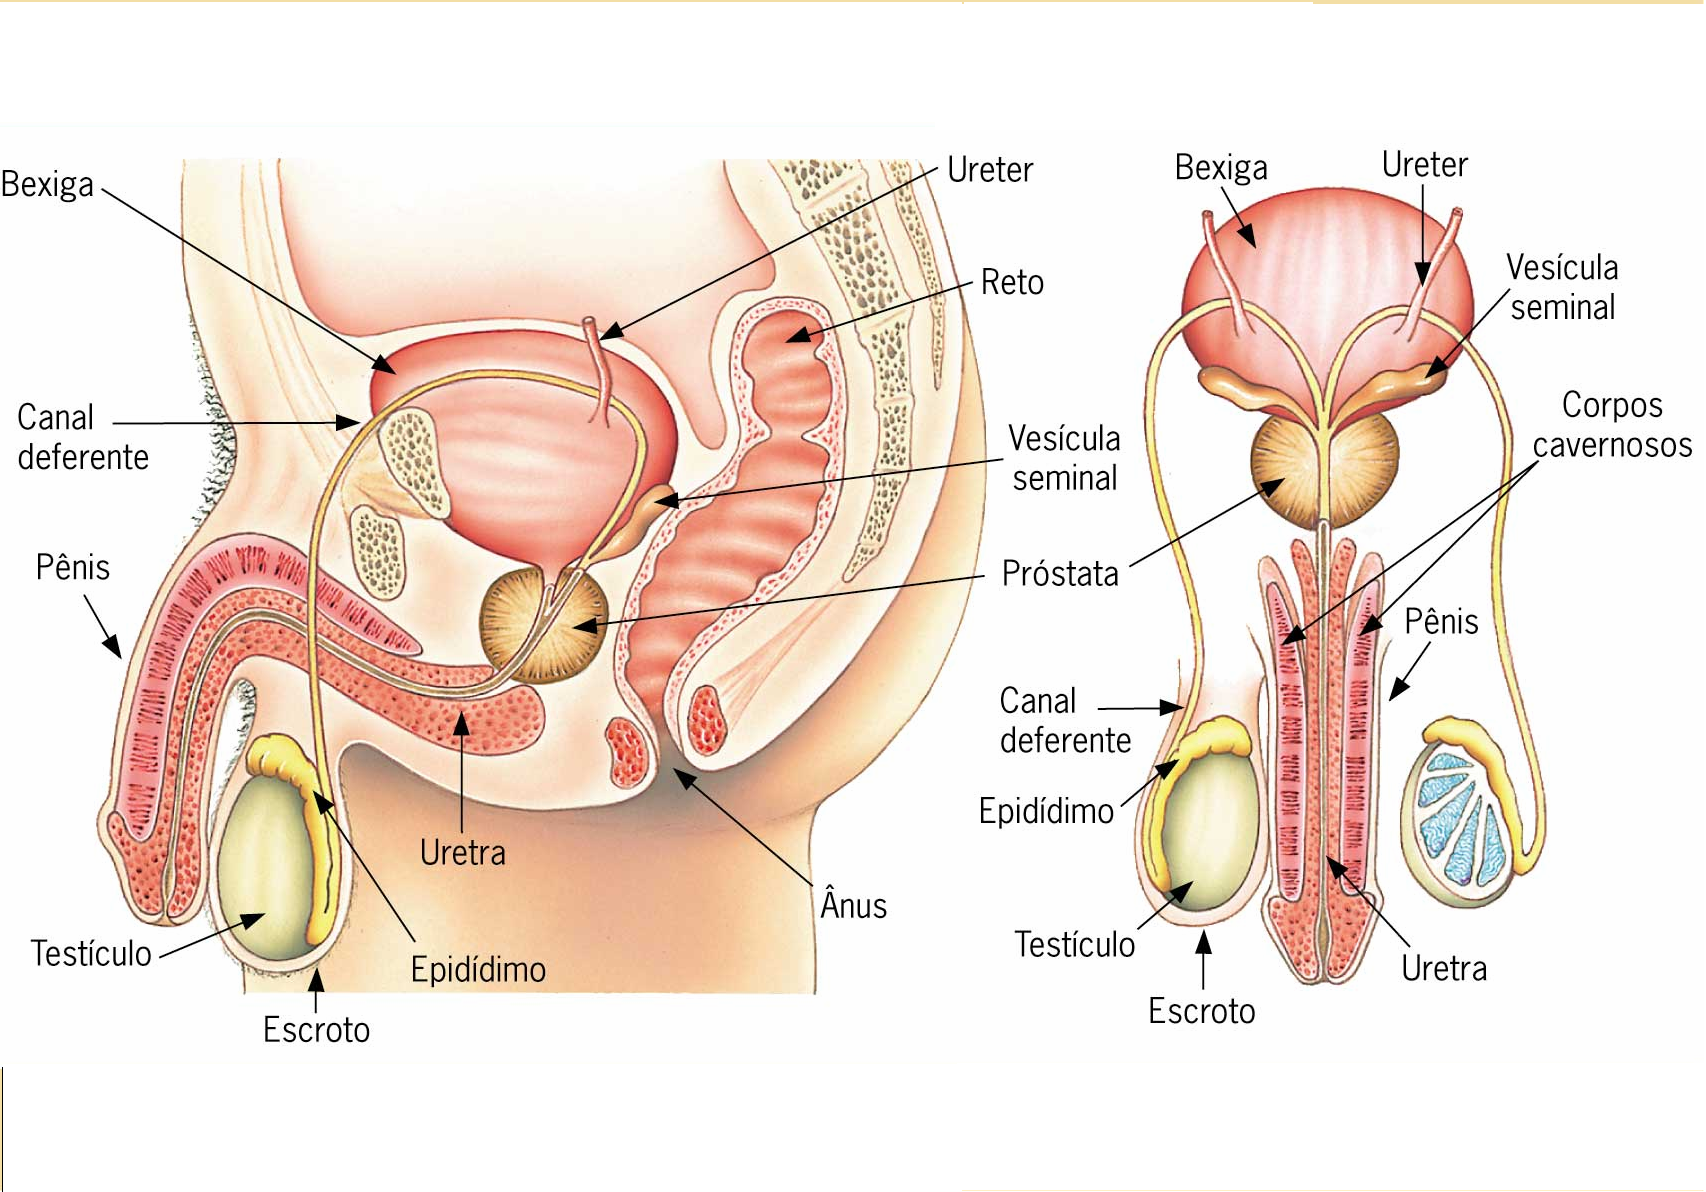 Bexiga
Ureter
Reto
Canal
deferente
Vesícula
seminal
Pênis
Próstata
Uretra
Ânus
Testículo
Epidídimo
Escroto
Bexiga
Ureter
Vesícula
seminal
Corpos
cavernosos
Pênis
Canal
deferente
Epidídimo
Testículo
Uretra
Escroto